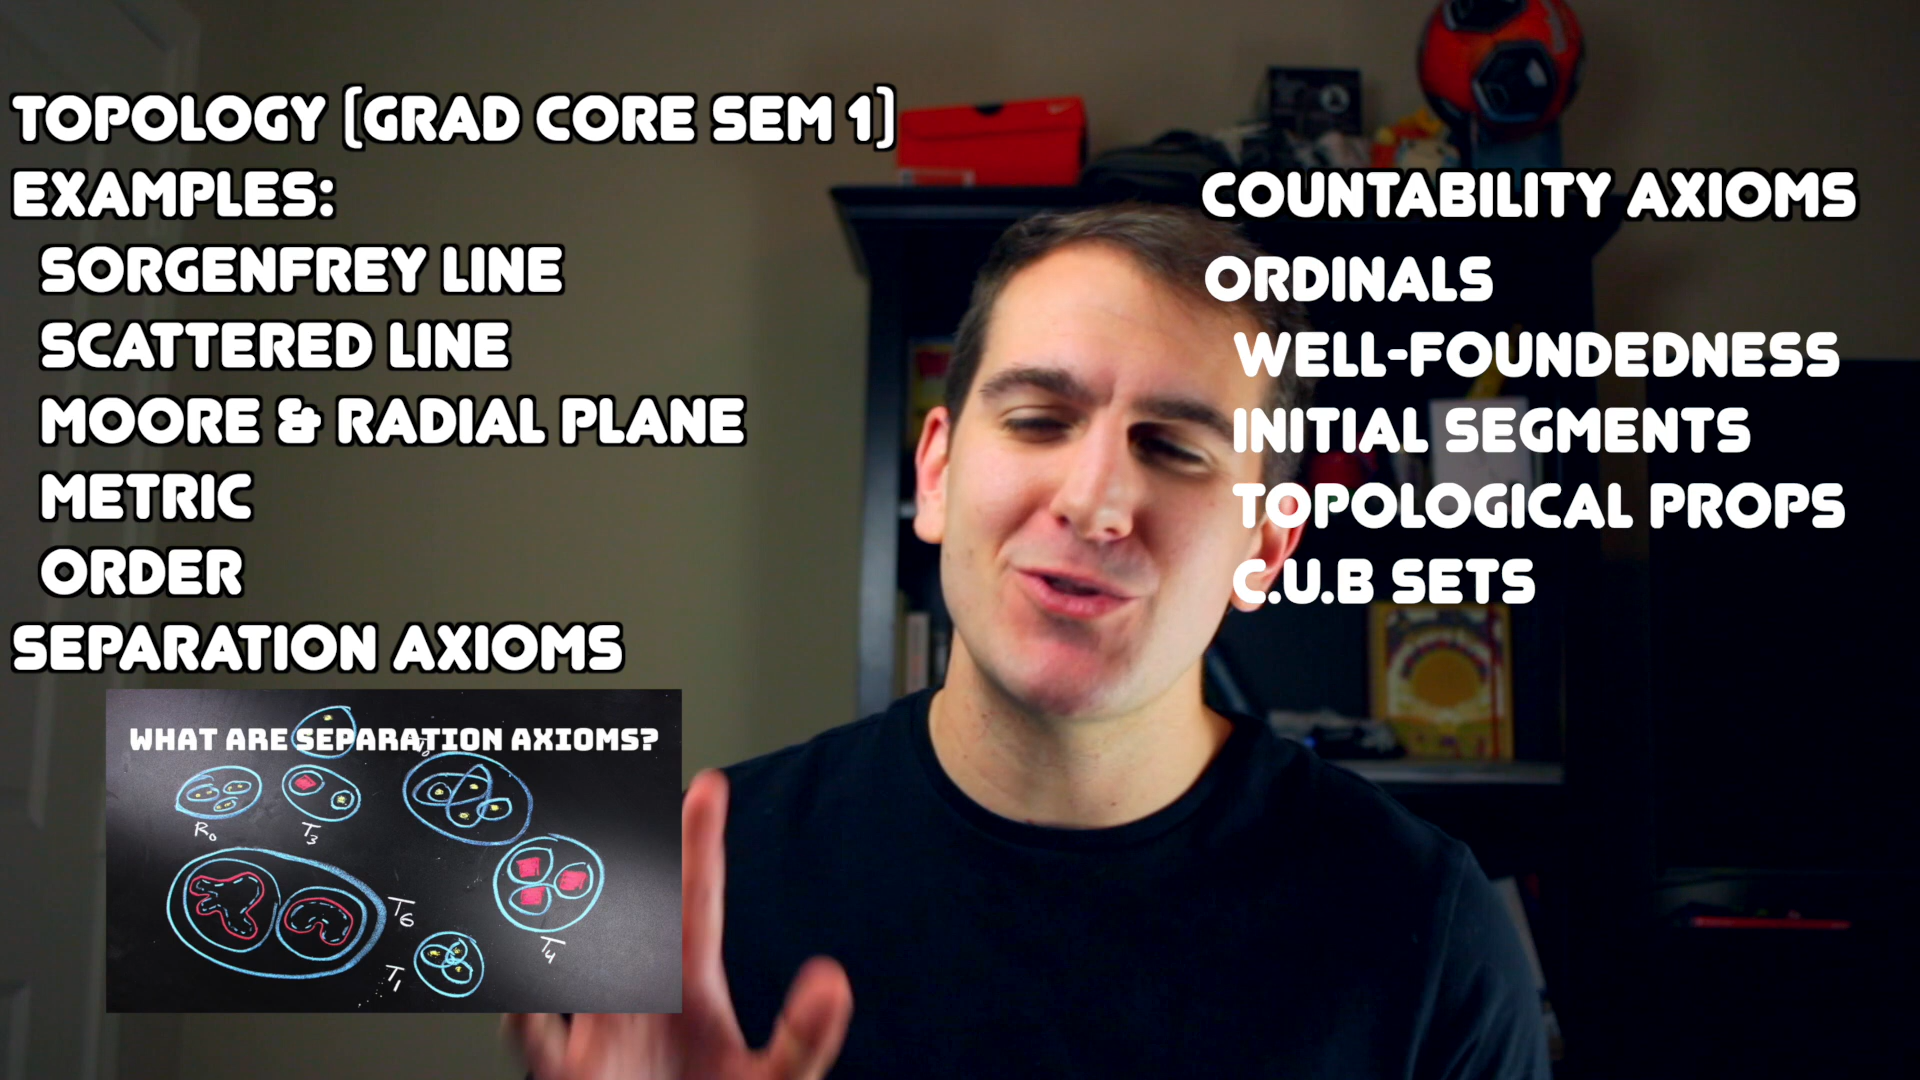 TOPOLOGY (GRAD CORE SEM 1)
EXAMPLES:
SORGENFREY LINE
SCATTERED LINE
MOORE & RADIAL PLANE
METRIC
ORDER
SEPARATION AXIOMS
WHAT ARE SEPARATION AXIOMS?
R₀
T₃
T₆
T₄
T₁
COUNTABILITY AXIOMS
ORDINALS
WELL-FOUNDEDNESS
INITIAL SEGMENTS
TOPOLOGICAL PROPS
C.U.B SETS